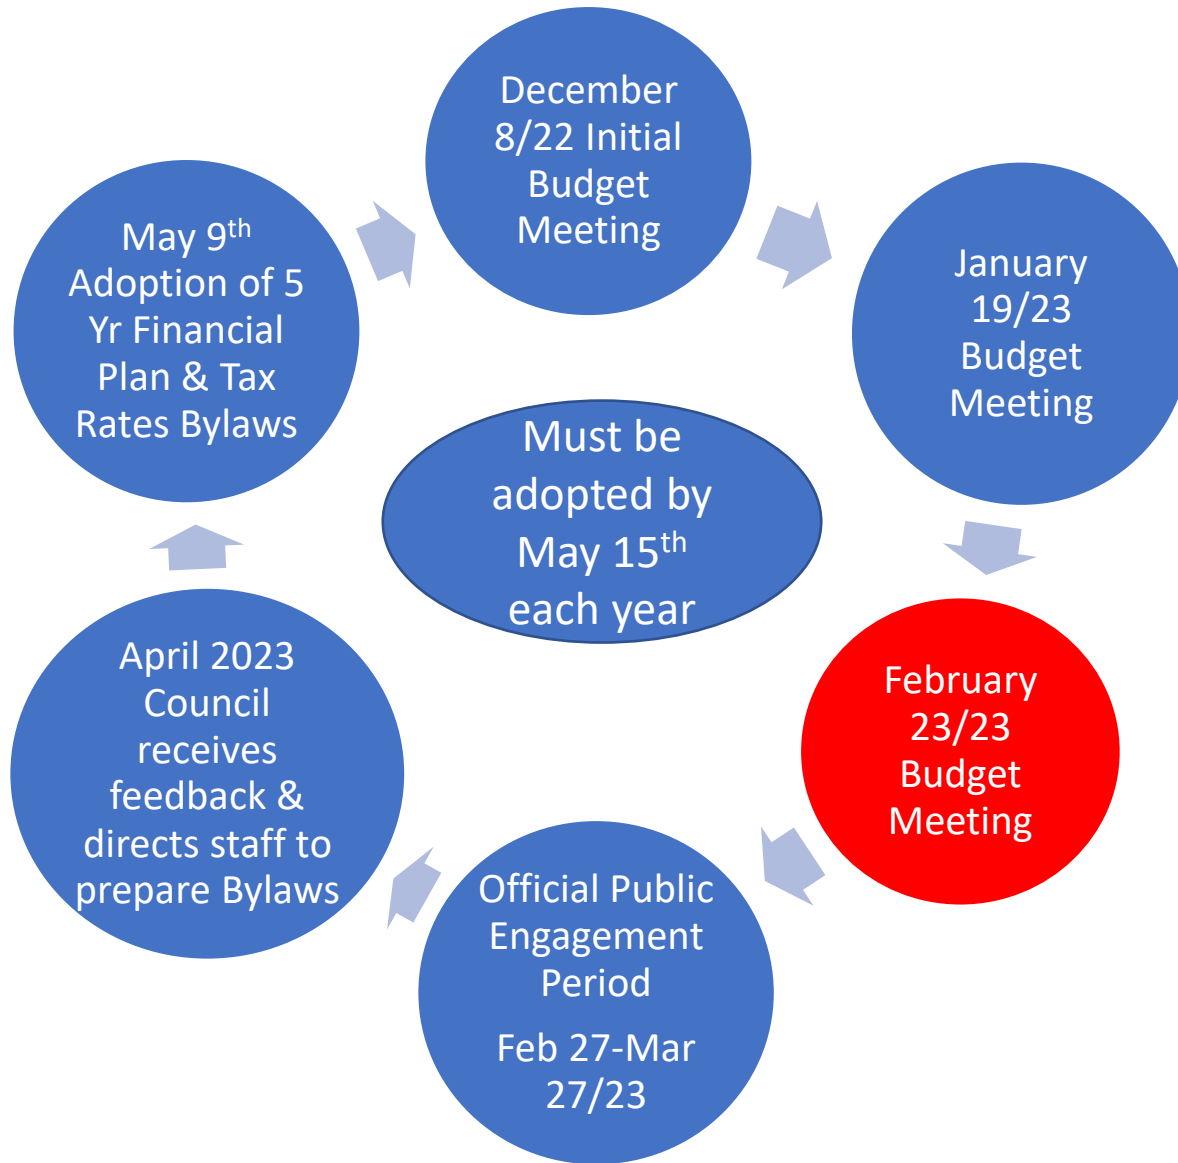 December
8/22 Initial
Budget
Meeting
January
19/23
Budget
Meeting
February
23/23
Budget
Meeting
Official Public
Engagement
Period
Feb 27-Mar
27/23
April 2023
Council
receives
feedback &
directs staff to
prepare Bylaws
May 9th
Adoption of 5
Yr Financial
Plan & Tax
Rates Bylaws
Must be
adopted by
May 15th
each year